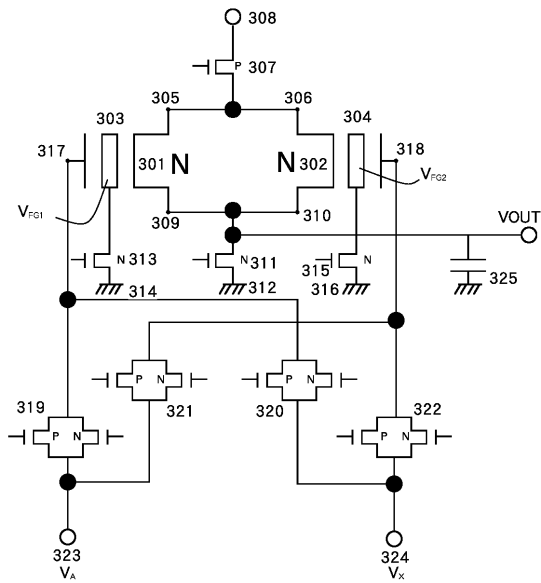 308
P 307
305 306
303 304
317 318
301 N N 302
VFG1 VFG2
309 310
VOUT
N 313 N 311 315 N
314 312 316 325
P N P N
321 320
319 322
P N P N
323 324
VA VX